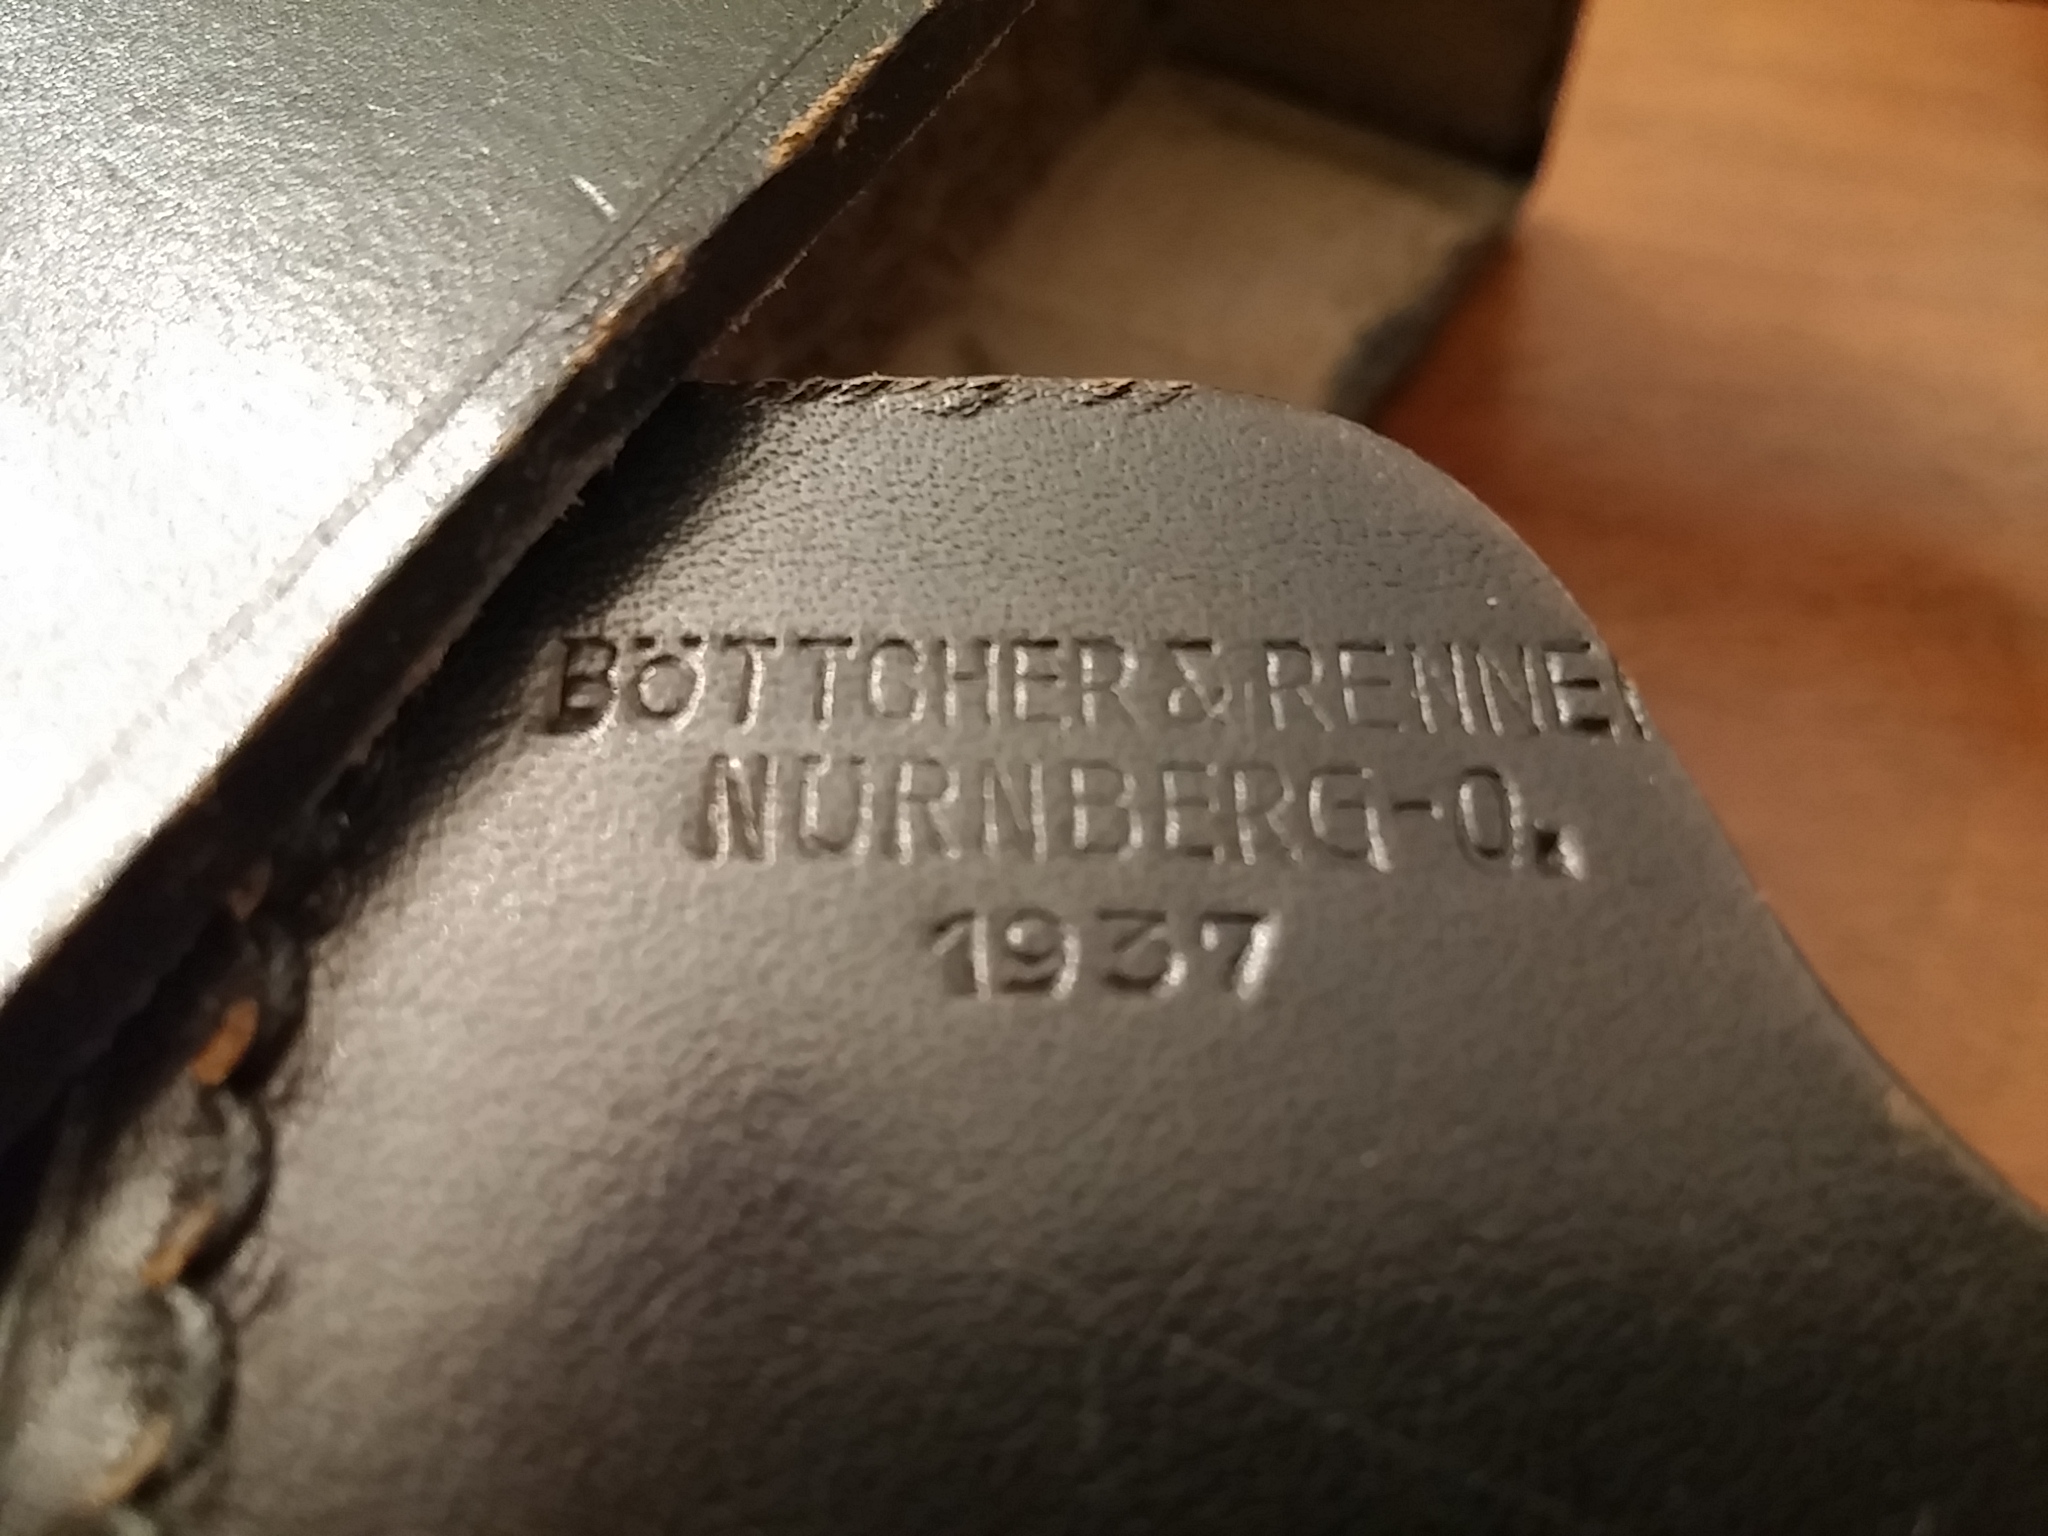 BÖTTCHER & RENNER
NÜRNBERG-O.
1937